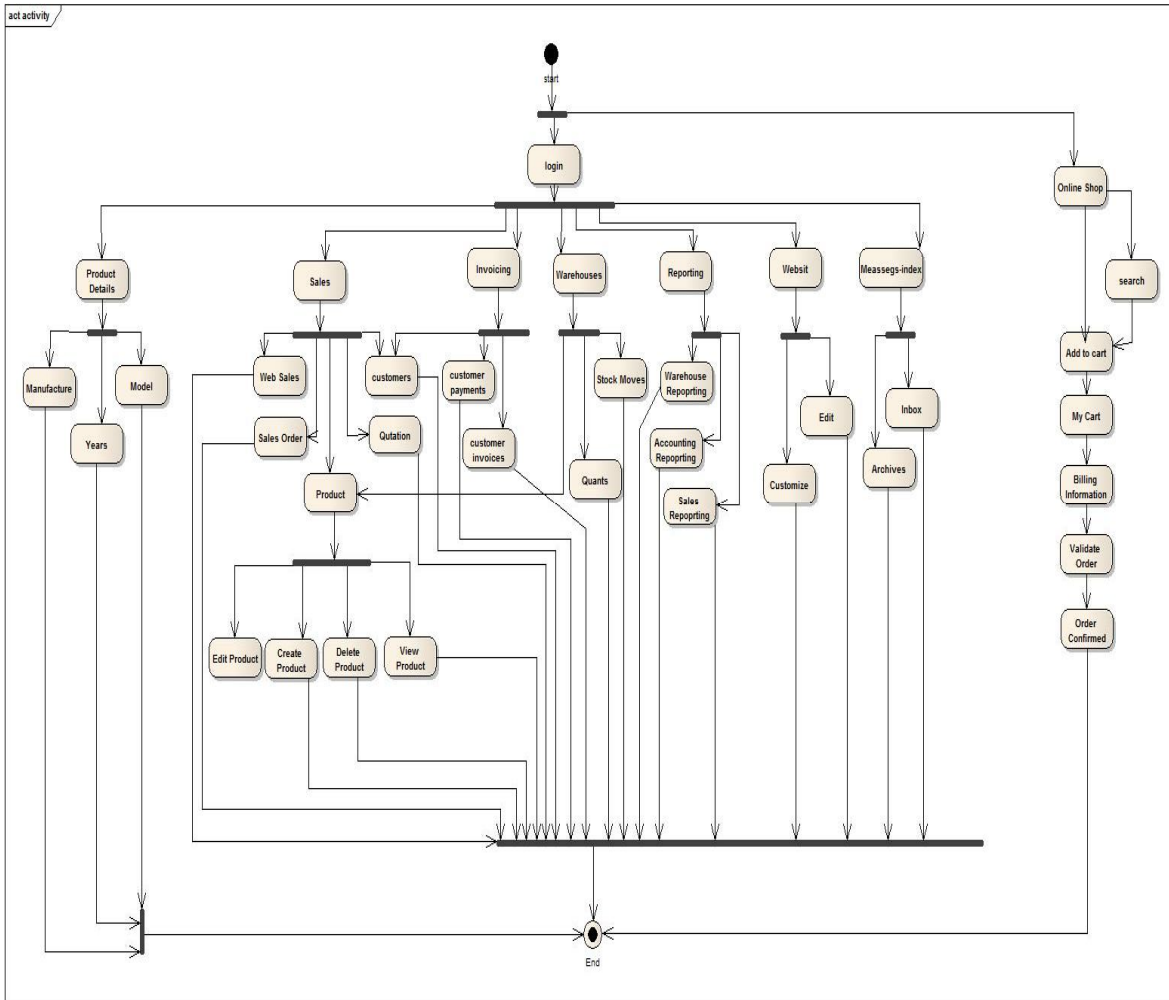 act activity
start
login
Online Shop
Product
Details
Sales
Invoicing
Warehouses
Reporting
Websit
Meassegs-index
search
Manufacture
Years
Model
Web Sales
customers
customer
payments
Stock Moves
Warehouse
Repoprting
Edit
Inbox
Add to cart
Sales Order
Qutation
customer
invoices
Accounting
Repoprting
Archives
My Cart
Product
Quants
Sales
Repoprting
Customize
Billing
Information
Validate
Order
Edit Product
Create
Product
Delete
Product
View
Product
Order
Confirmed
End